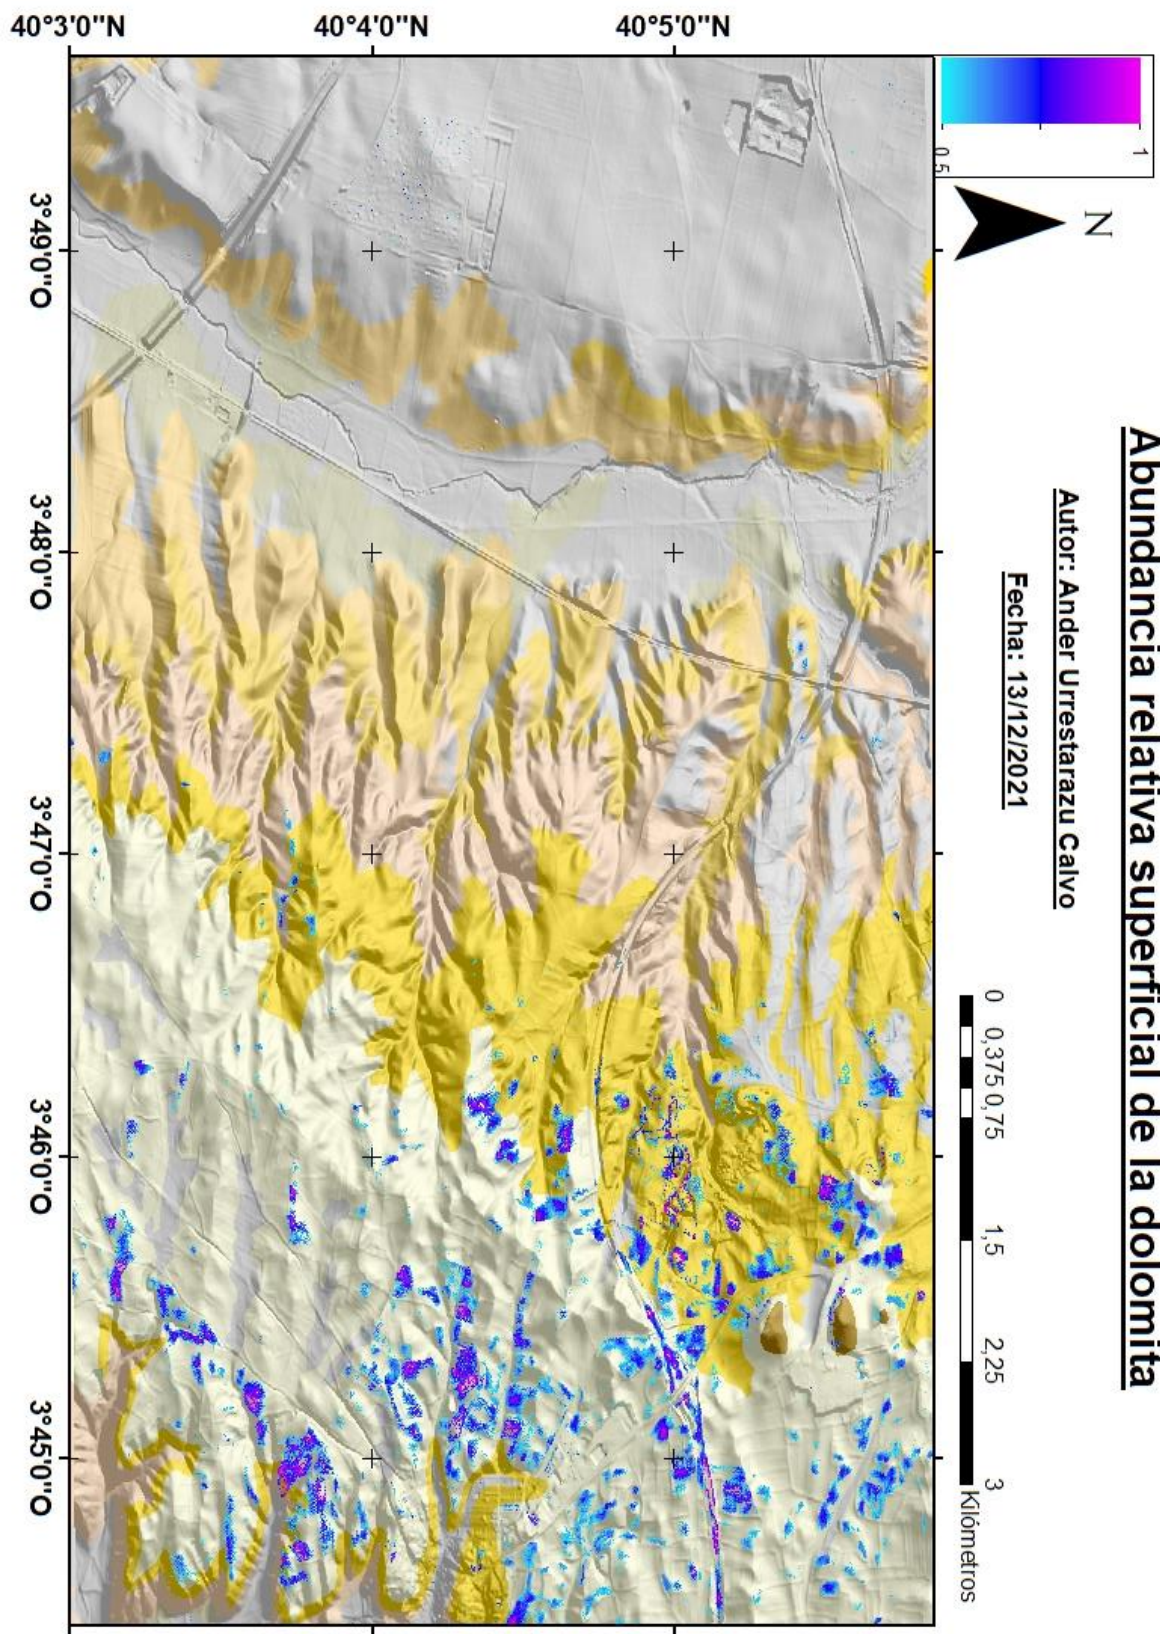 Abundancia relativa superficial de la dolomita
Autor: Ander Urrestarazu Calvo
Fecha: 13/12/2021
N
0,5
1
0 0,375 0,75 1,5 2,25 3
Kilómetros
3°49'0"O 3°48'0"O 3°47'0"O 3°46'0"O 3°45'0"O
40°5'0"N
40°4'0"N
40°3'0"N